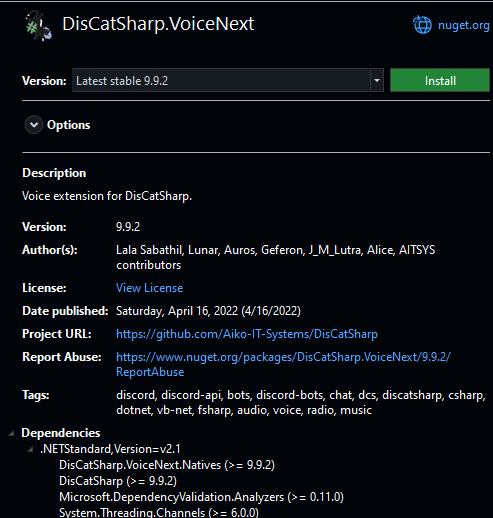 DisCatSharp.VoiceNext
nuget.org
Version: Latest stable 9.9.2
Install
Options
Description
Voice extension for DisCatSharp.
Version: 9.9.2
Author(s): Lala Sabathil, Lunar, Auros, Geferon, J_M_Lutra, Alice, AITSYS
contributors
License: View License
Date published: Saturday, April 16, 2022 (4/16/2022)
Project URL: https://github.com/Aiko-IT-Systems/DisCatSharp
Report Abuse: https://www.nuget.org/packages/DisCatSharp.VoiceNext/9.9.2/
ReportAbuse
Tags: discord, discord-api, bots, discord-bots, chat, dcs, discatsharp, csharp,
dotnet, vb-net, fsharp, audio, voice, radio, music
Dependencies
.NETStandard,Version=v2.1
DisCatSharp.VoiceNext.Natives (>= 9.9.2)
DisCatSharp (>= 9.9.2)
Microsoft.DependencyValidation.Analyzers (>= 0.11.0)
System.Threading.Channels (>= 6.0.0)